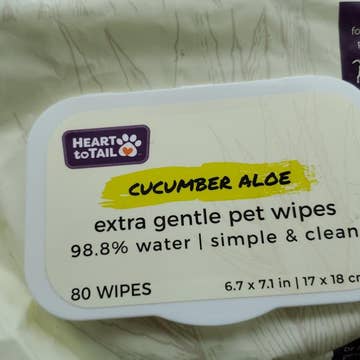 HEART
to TAIL
CUCUMBER ALOE
extra gentle pet wipes
98.8% water | simple & clean
80 WIPES
6.7 x 7.1 in | 17 x 18 cm